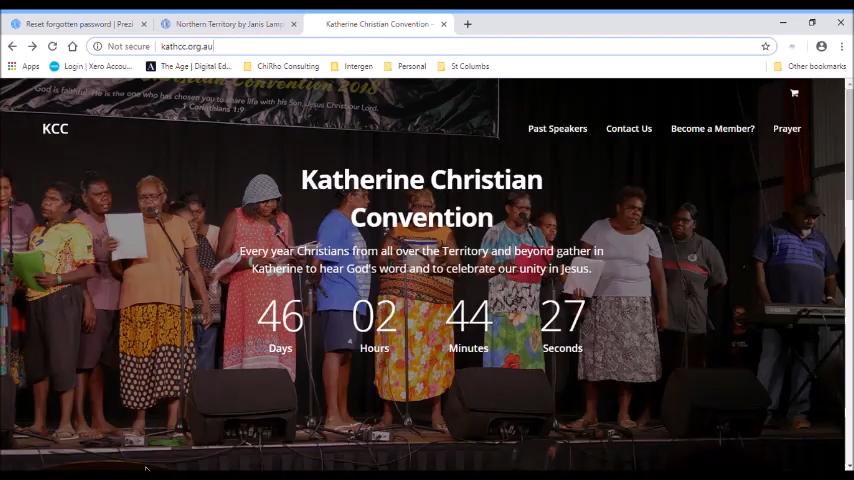 Reset forgotten password | Prezi
Northern Territory by Janis Lamp
Katherine Christian Convention –
Not secure | kathcc.org.au
Apps
Login | Xero Accou...
The Age | Digital Ed...
ChiRho Consulting
Intergen
Personal
St Columbs
Other bookmarks
Christian Convention 2018
God is faithful. He is the one who has chosen you to share life with his Son, Jesus Christ our Lord.
1 Corinthians 1:9
KCC
Past Speakers
Contact Us
Become a Member?
Prayer
Katherine Christian
Convention
Every year Christians from all over the Territory and beyond gather in
Katherine to hear God's word and to celebrate our unity in Jesus.
46 02 44 27
Days Hours Minutes Seconds